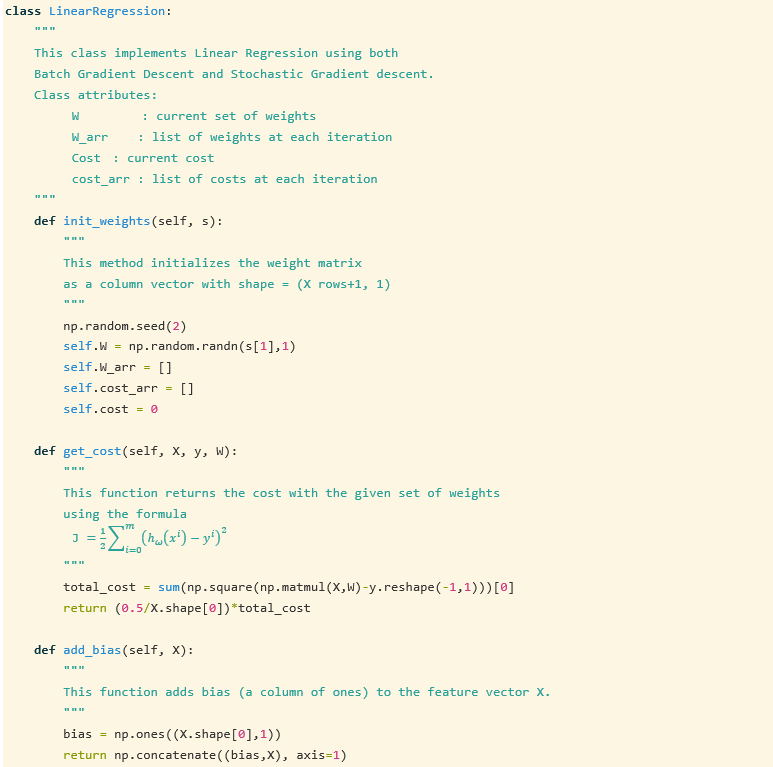 class LinearRegression:
    """
    This class implements Linear Regression using both
    Batch Gradient Descent and Stochastic Gradient descent.
    Class attributes:
         W        : current set of weights
         W_arr    : list of weights at each iteration
         Cost : current cost
         cost_arr : list of costs at each iteration
    """
    def init_weights(self, s):
        """
        This method initializes the weight matrix
        as a column vector with shape = (X rows+1, 1)
        """
        np.random.seed(2)
        self.W = np.random.randn(s[1],1)
        self.W_arr = []
        self.cost_arr = []
        self.cost = 0

    def get_cost(self, X, y, W):
        """
        This function returns the cost with the given set of weights
        using the formula
         J = 1/2 ∑_{i=0}^{m} (h_ω(x^i) − y^i)^2
        """
        total_cost = sum(np.square(np.matmul(X,W)-y.reshape(-1,1)))[0]
        return (0.5/X.shape[0])*total_cost

    def add_bias(self, X):
        """
        This function adds bias (a column of ones) to the feature vector X.
        """
        bias = np.ones((X.shape[0],1))
        return np.concatenate((bias,X), axis=1)